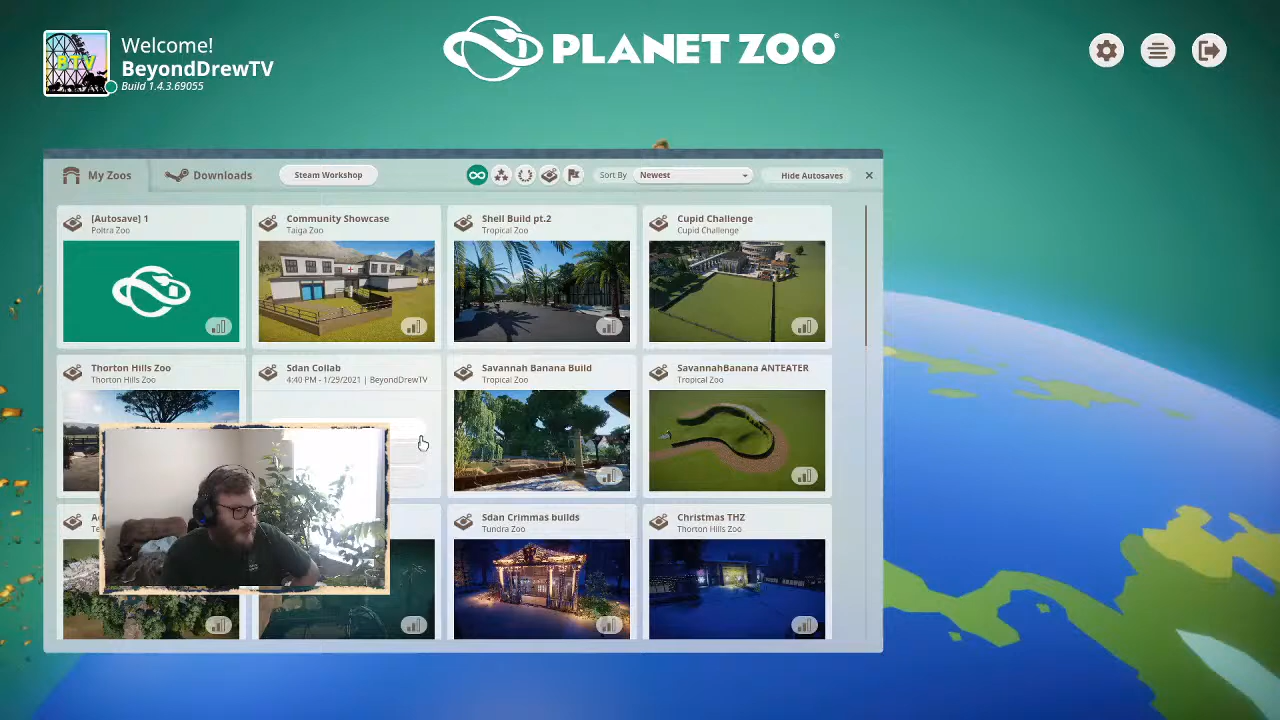 Welcome!
BeyondDrewTV
Build 1.4.3.69055
BTV
PLANET ZOO
My Zoos
Downloads
Steam Workshop
Sort By
Newest
Hide Autosaves
[Autosave] 1
Poltra Zoo
Community Showcase
Taiga Zoo
Shell Build pt.2
Tropical Zoo
Cupid Challenge
Cupid Challenge
Thorton Hills Zoo
Thorton Hills Zoo
Sdan Collab
4:40 PM - 1/29/2021 | BeyondDrewTV
Savannah Banana Build
Tropical Zoo
SavannahBanana ANTEATER
Tropical Zoo
Sdan Crimmas builds
Tundra Zoo
Christmas THZ
Thorton Hills Zoo